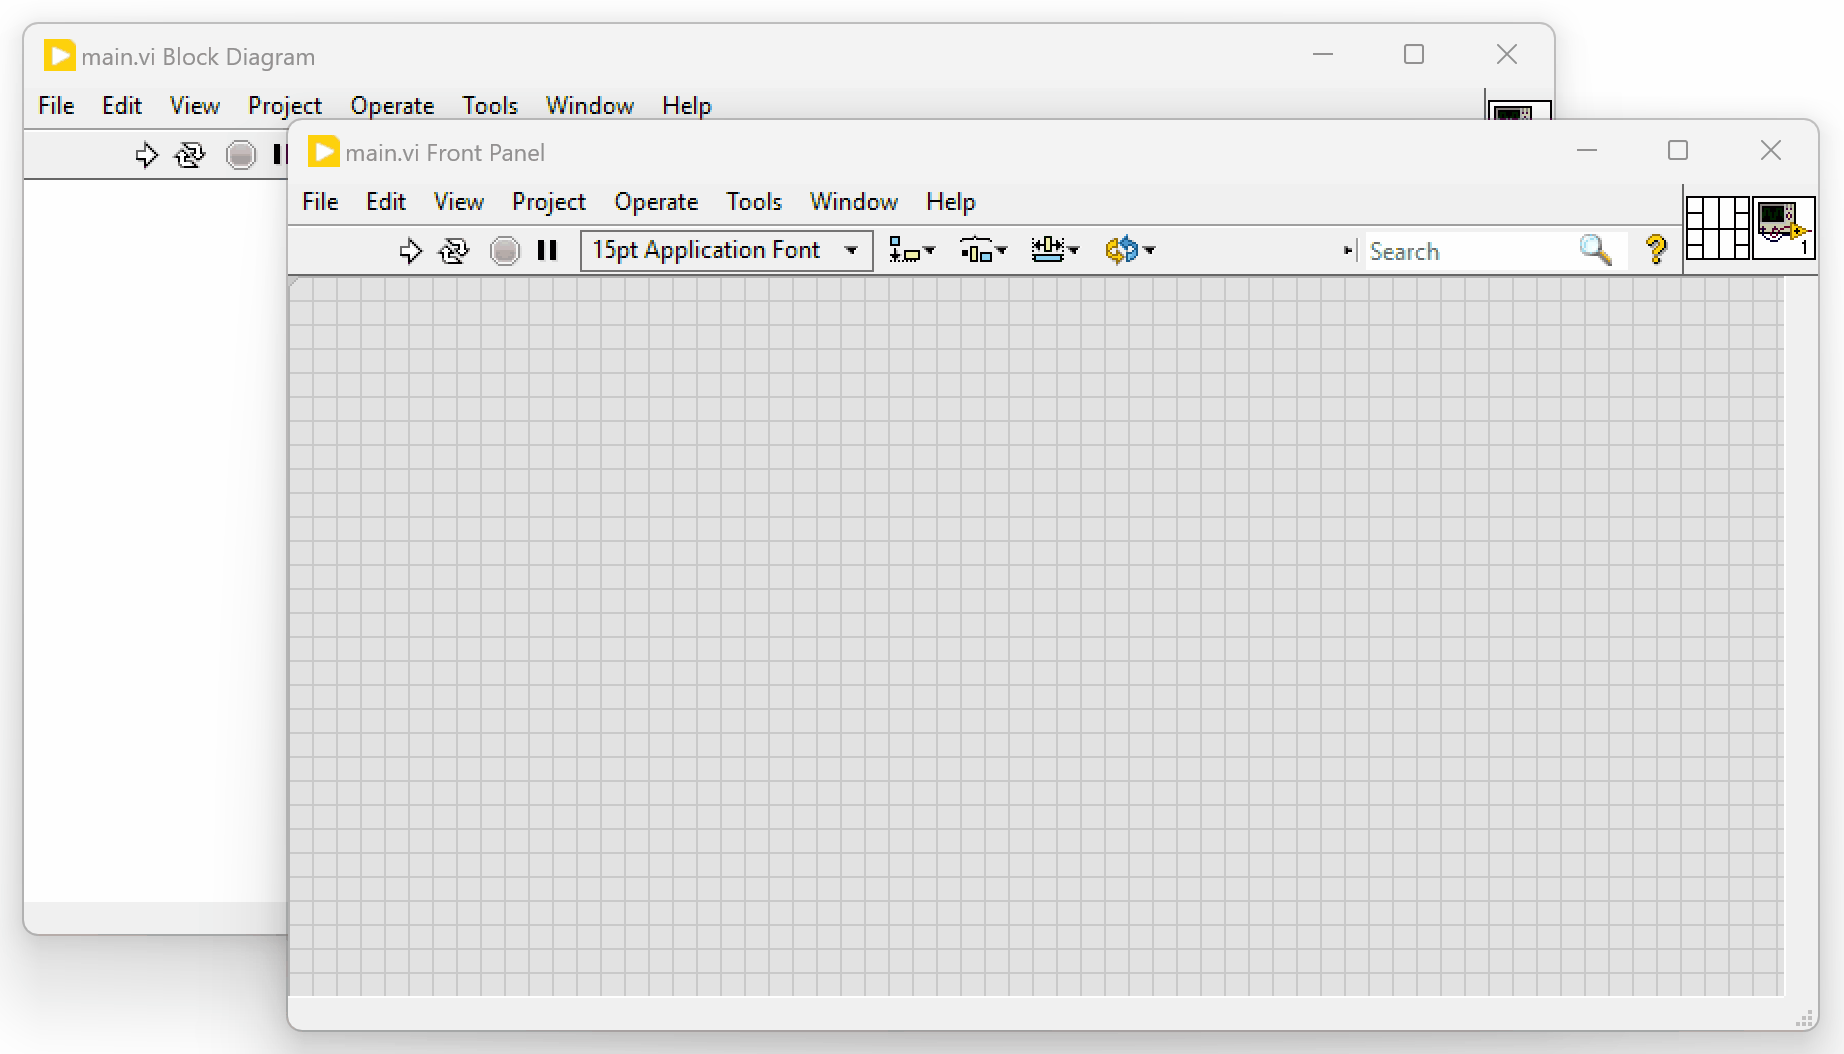 main.vi Block Diagram
File Edit View Project Operate Tools Window Help
main.vi Front Panel
File Edit View Project Operate Tools Window Help
15pt Application Font
Search
?
1